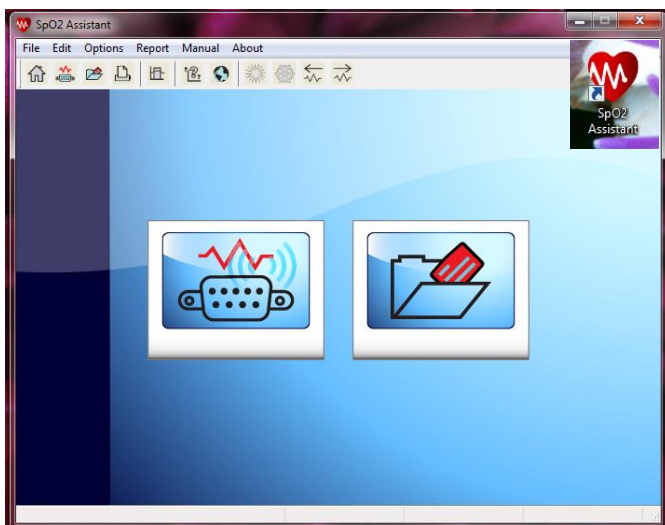 SpO2 Assistant
File Edit Options Report Manual About
SpO2
Assistant